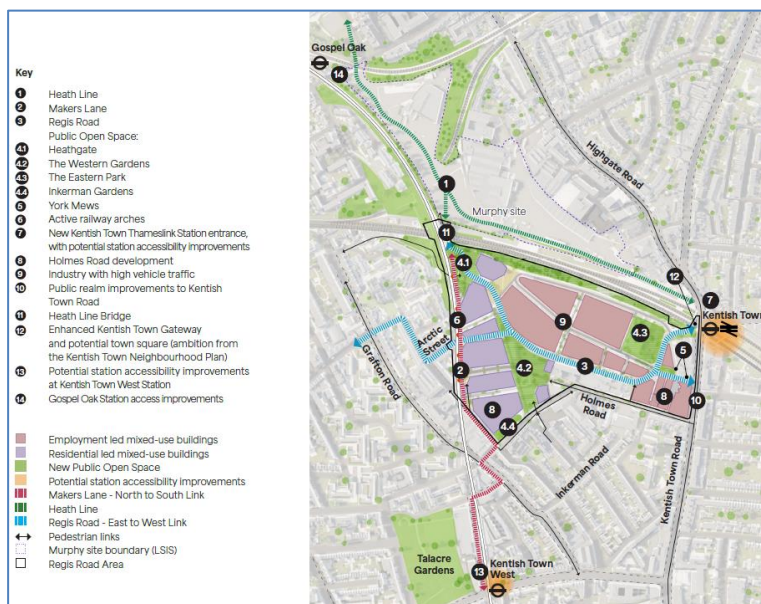 Key
1 Heath Line
2 Makers Lane
3 Regis Road
Public Open Space:
4.1 Heathgate
4.2 The Western Gardens
4.3 The Eastern Park
4.4 Inkerman Gardens
5 York Mews
6 Active railway arches
7 New Kentish Town Thameslink Station entrance,
with potential station accessibility improvements
8 Holmes Road development
9 Industry with high vehicle traffic
10 Public realm improvements to Kentish
Town Road
11 Heath Line Bridge
12 Enhanced Kentish Town Gateway
and potential town square (ambition from
the Kentish Town Neighbourhood Plan)
13 Potential station accessibility improvements
at Kentish Town West Station
14 Gospel Oak Station access improvements
Employment led mixed-use buildings
Residential led mixed-use buildings
New Public Open Space
Potential station accessibility improvements
Makers Lane - North to South Link
Heath Line
Regis Road - East to West Link
Pedestrian links
Murphy site boundary (LSIS)
Regis Road Area
Gospel Oak
14
Highgate Road
1
Murphy site
11
12
7
4.1
Kentish Town
6
9
4.3
Arctic
Street
5
Grafton Road
2
4.2
3
8
8
10
4.4
Holmes
Road
Inkerman Road
Kentish Town Road
Talacre
Gardens
13
Kentish Town
West